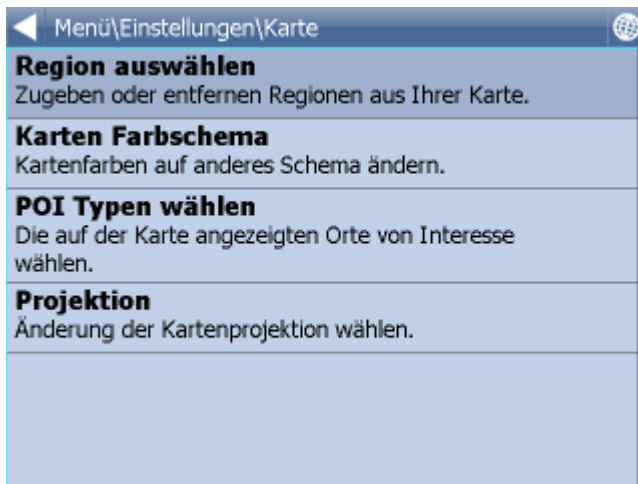 Menü\Einstellungen\Karte
Region auswählen
Zugeben oder entfernen Regionen aus Ihrer Karte.
Karten Farbschema
Kartenfarben auf anderes Schema ändern.
POI Typen wählen
Die auf der Karte angezeigten Orte von Interesse
wählen.
Projektion
Änderung der Kartenprojektion wählen.